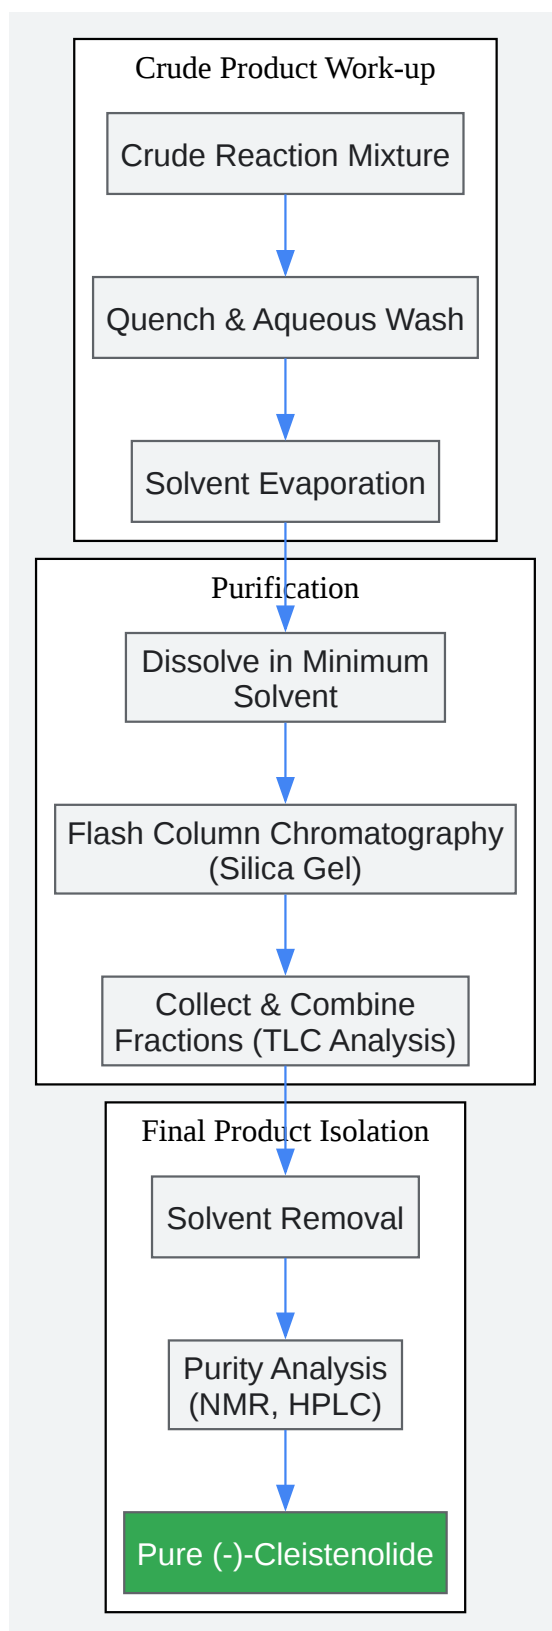 Crude Product Work-up
Crude Reaction Mixture
Quench & Aqueous Wash
Solvent Evaporation
Purification
Dissolve in Minimum
Solvent
Flash Column Chromatography
(Silica Gel)
Collect & Combine
Fractions (TLC Analysis)
Final Product Isolation
Solvent Removal
Purity Analysis
(NMR, HPLC)
Pure (-)-Cleistenolide